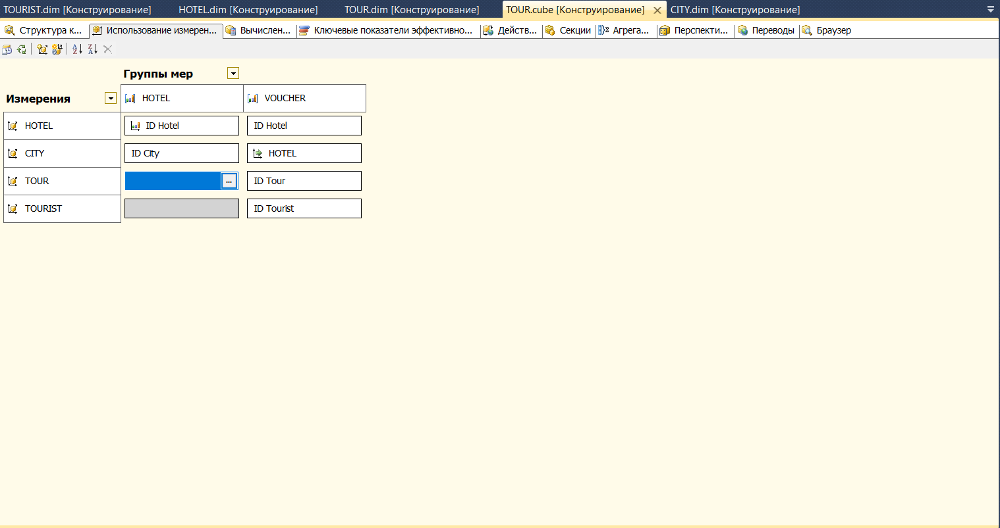 TOURIST.dim [Конструирование] HOTEL.dim [Конструирование] TOUR.dim [Конструирование] TOUR.cube [Конструирование] CITY.dim [Конструирование]
Структура к... Использование измерен... Вычислен... Ключевые показатели эффективно... Действ... Секции Агрега... Перспекти... Переводы Браузер
Группы мер
Измерения HOTEL VOUCHER
HOTEL ID Hotel ID Hotel
CITY ID City HOTEL
TOUR ... ID Tour
TOURIST ID Tourist